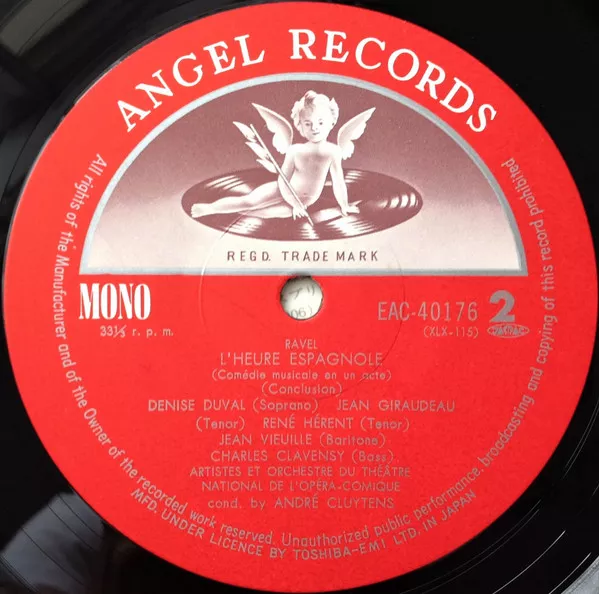 ANGEL RECORDS
REGD. TRADE MARK
MONO
33⅓ r. p. m.
EAC-40176 2
(XLX-115)
RAVEL
L'HEURE ESPAGNOLE
(Comédie musicale en un acte)
(Conclusion)
DENISE DUVAL (Soprano) JEAN GIRAUDEAU
(Tenor) RENÉ HÉRENT (Tenor)
JEAN VIEUILLE (Baritone)
CHARLES CLAVENSY (Bass)
ARTISTES ET ORCHESTRE DU THÉÂTRE
NATIONAL DE L'OPÉRA-COMIQUE
cond. by ANDRÉ CLUYTENS
All rights of the Manufacturer and of the Owner of the recorded work reserved. Unauthorized public performance, broadcasting and copying of this record prohibited
MFD. UNDER LICENCE BY TOSHIBA-EMI LTD. IN JAPAN